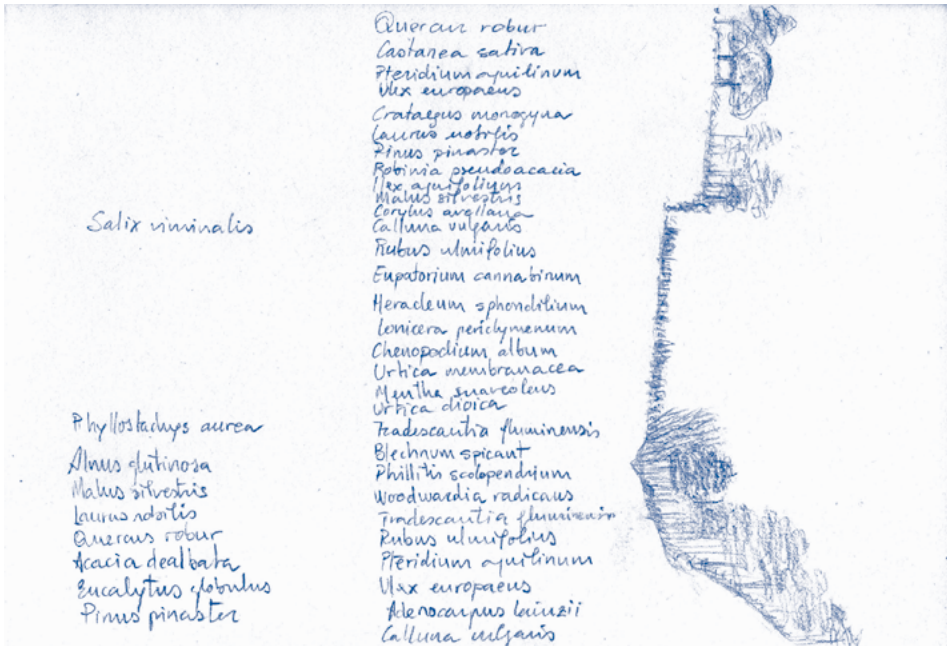 Salix viminalis
Phyllostachys aurea
Alnus glutinosa
Malus silvestris
Laurus nobilis
Quercus robur
Acacia dealbata
Eucalytus globulus
Pinus pinaster
Quercus robur
Castanea sativa
Pteridium aquilinum
Ulex europaeus
Crataegus monogyna
Laurus nobilis
Pinus pinaster
Robinia pseudoacacia
Ilex aquifolium
Malus silvestris
Corylus avellana
Calluna vulgaris
Rubus ulmifolius
Eupatorium cannabinum
Heracleum sphondilium
Lonicera periclymenum
Chenopodium album
Urtica membranacea
Mentha suaveolens
Urtica dioica
Tradescantia fluminensis
Blechnum spicant
Phillitis scolopendrium
Woodwardia radicans
Tradescantia fluminensis
Rubus ulmifolius
Pteridium aquilinum
Ulex europaeus
Adenocarpus lainzii
Calluna vulgaris